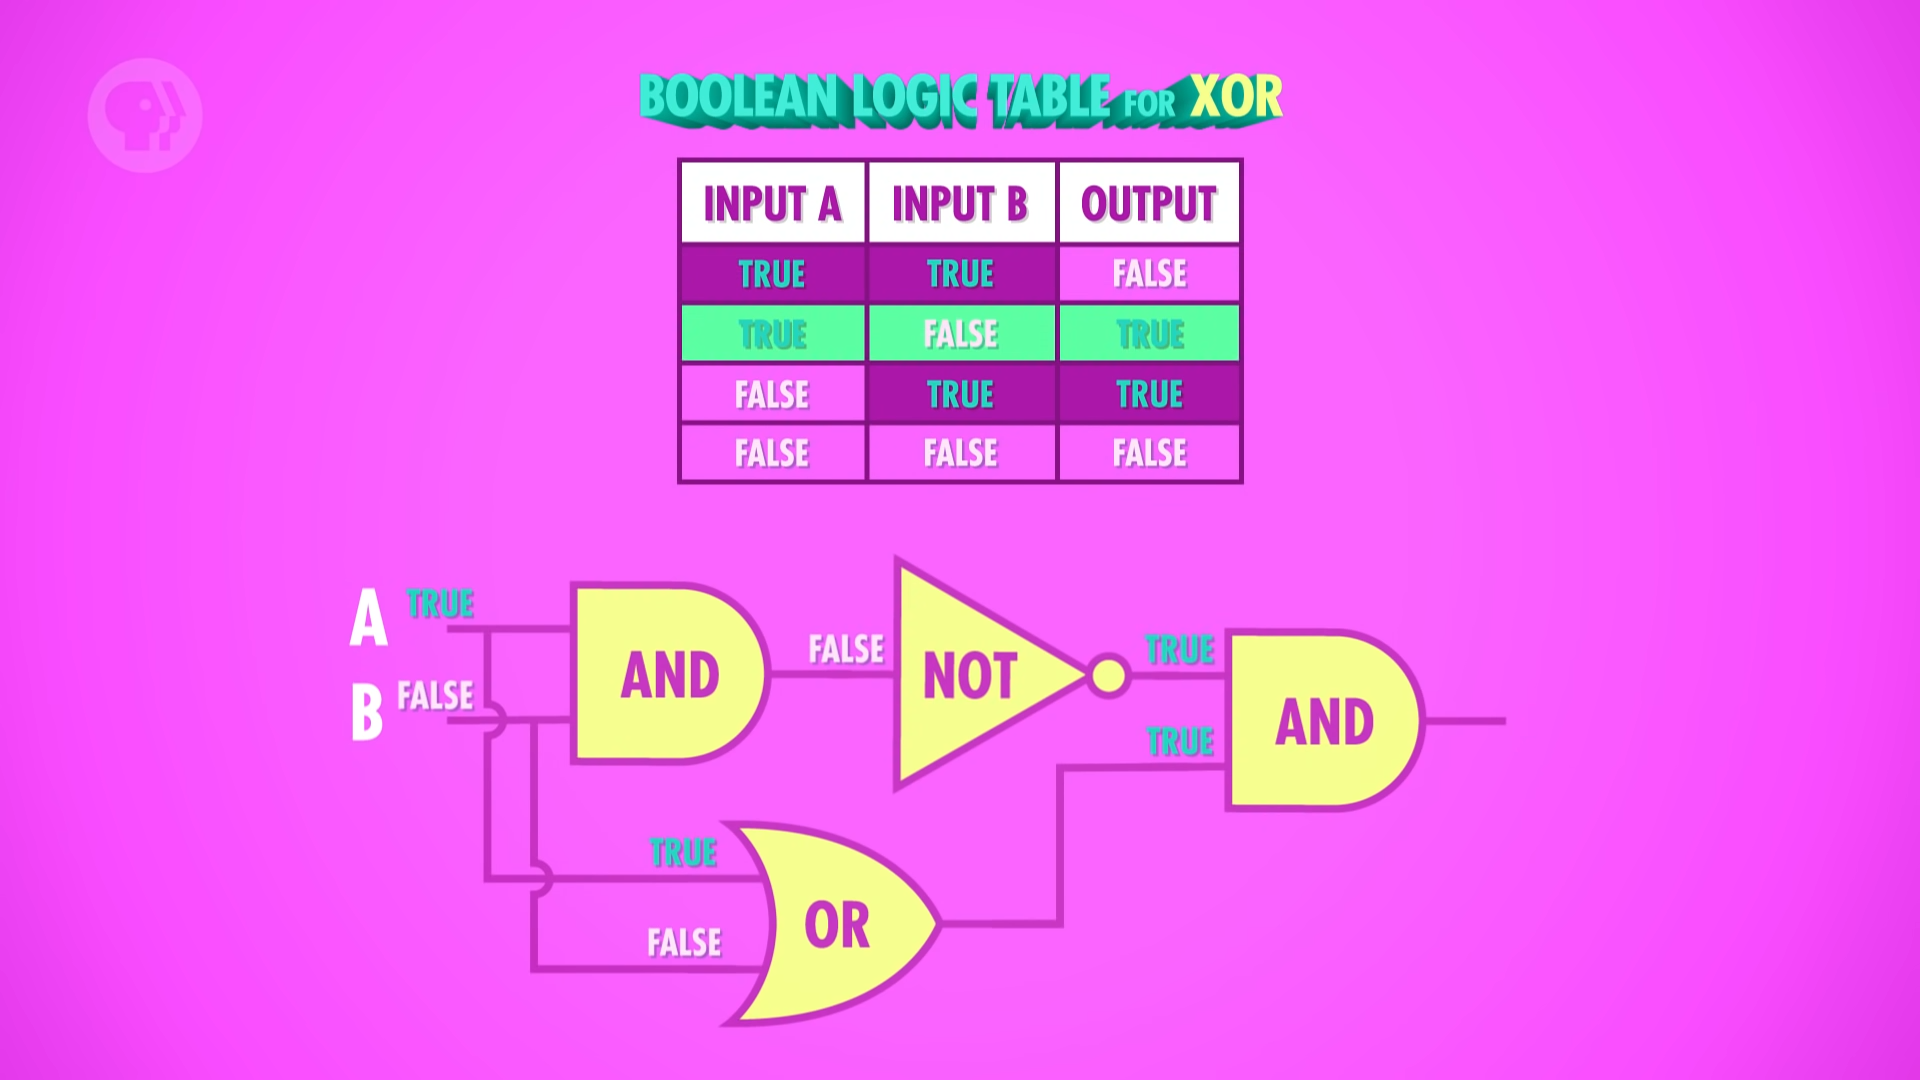 BOOLEAN LOGIC TABLE FOR XOR
INPUT A INPUT B OUTPUT
TRUE TRUE FALSE
TRUE FALSE TRUE
FALSE TRUE TRUE
FALSE FALSE FALSE
A TRUE
B FALSE
AND
FALSE
NOT
TRUE
TRUE
AND
TRUE
FALSE
OR